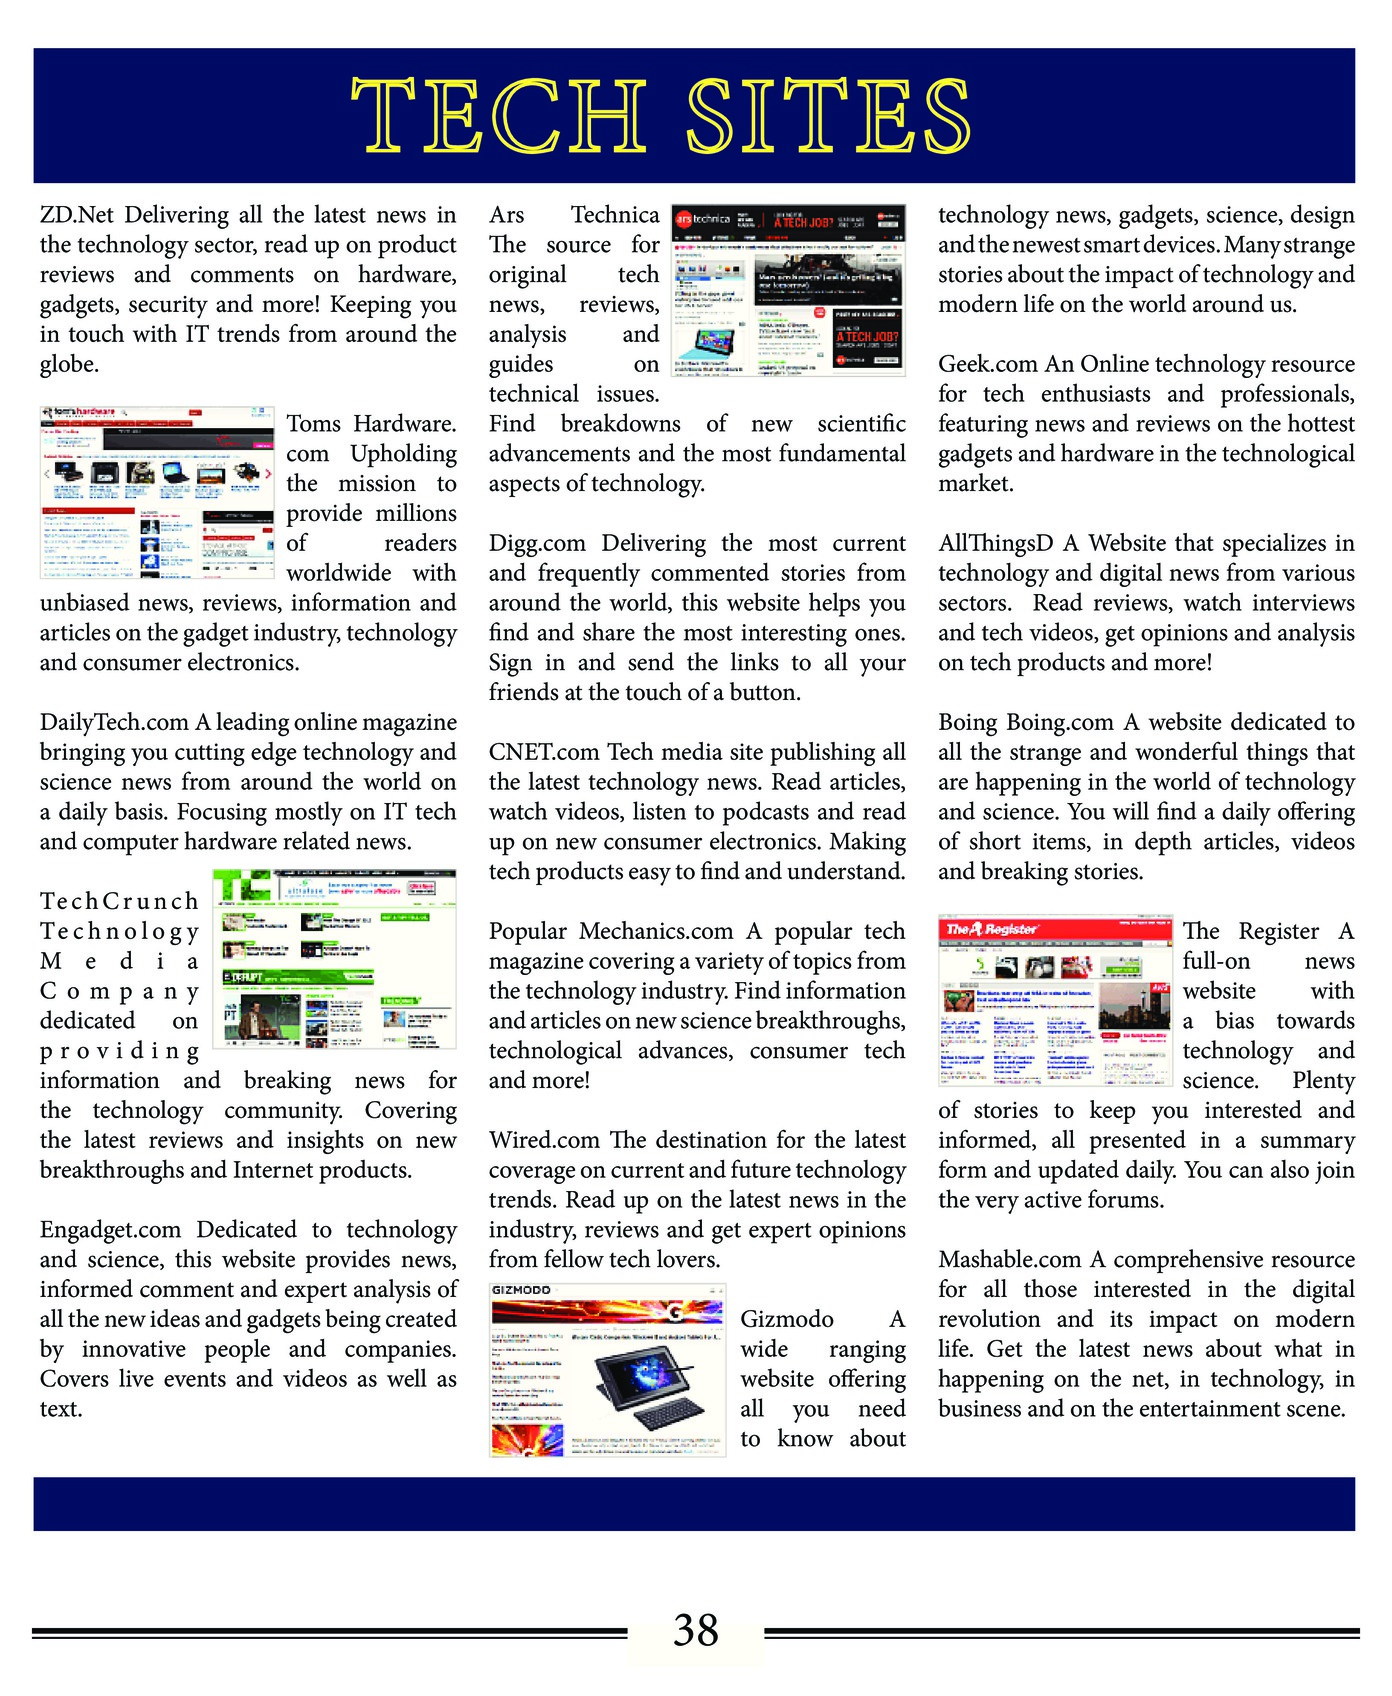 TECH SITES
ZD.Net Delivering all the latest news in
the technology sector, read up on product
reviews and comments on hardware,
gadgets, security and more! Keeping you
in touch with IT trends from around the
globe.
tom's hardware
Toms Hardware.
com Upholding
the mission to
provide millions
of readers
worldwide with
unbiased news, reviews, information and
articles on the gadget industry, technology
and consumer electronics.
DailyTech.com A leading online magazine
bringing you cutting edge technology and
science news from around the world on
a daily basis. Focusing mostly on IT tech
and computer hardware related news.
TechCrunch
Technology
Media
Company
dedicated on
providing
information and breaking news for
the technology community. Covering
the latest reviews and insights on new
breakthroughs and Internet products.
Engadget.com Dedicated to technology
and science, this website provides news,
informed comment and expert analysis of
all the new ideas and gadgets being created
by innovative people and companies.
Covers live events and videos as well as
text.
Ars Technica
The source for
original tech
news, reviews,
analysis and
guides on
technical issues.
ars technica
A TECH JOB?
A TECH JOB?
Find breakdowns of new scientific
advancements and the most fundamental
aspects of technology.
Digg.com Delivering the most current
and frequently commented stories from
around the world, this website helps you
find and share the most interesting ones.
Sign in and send the links to all your
friends at the touch of a button.
CNET.com Tech media site publishing all
the latest technology news. Read articles,
watch videos, listen to podcasts and read
up on new consumer electronics. Making
tech products easy to find and understand.
Popular Mechanics.com A popular tech
magazine covering a variety of topics from
the technology industry. Find information
and articles on new science breakthroughs,
technological advances, consumer tech
and more!
Wired.com The destination for the latest
coverage on current and future technology
trends. Read up on the latest news in the
industry, reviews and get expert opinions
from fellow tech lovers.
GIZMODO
Gizmodo A
wide ranging
website offering
all you need
to know about
technology news, gadgets, science, design
and the newest smart devices. Many strange
stories about the impact of technology and
modern life on the world around us.
Geek.com An Online technology resource
for tech enthusiasts and professionals,
featuring news and reviews on the hottest
gadgets and hardware in the technological
market.
AllThingsD A Website that specializes in
technology and digital news from various
sectors. Read reviews, watch interviews
and tech videos, get opinions and analysis
on tech products and more!
Boing Boing.com A website dedicated to
all the strange and wonderful things that
are happening in the world of technology
and science. You will find a daily offering
of short items, in depth articles, videos
and breaking stories.
The Register
The Register A
full-on news
website with
a bias towards
technology and
science. Plenty
of stories to keep you interested and
informed, all presented in a summary
form and updated daily. You can also join
the very active forums.
Mashable.com A comprehensive resource
for all those interested in the digital
revolution and its impact on modern
life. Get the latest news about what in
happening on the net, in technology, in
business and on the entertainment scene.
38